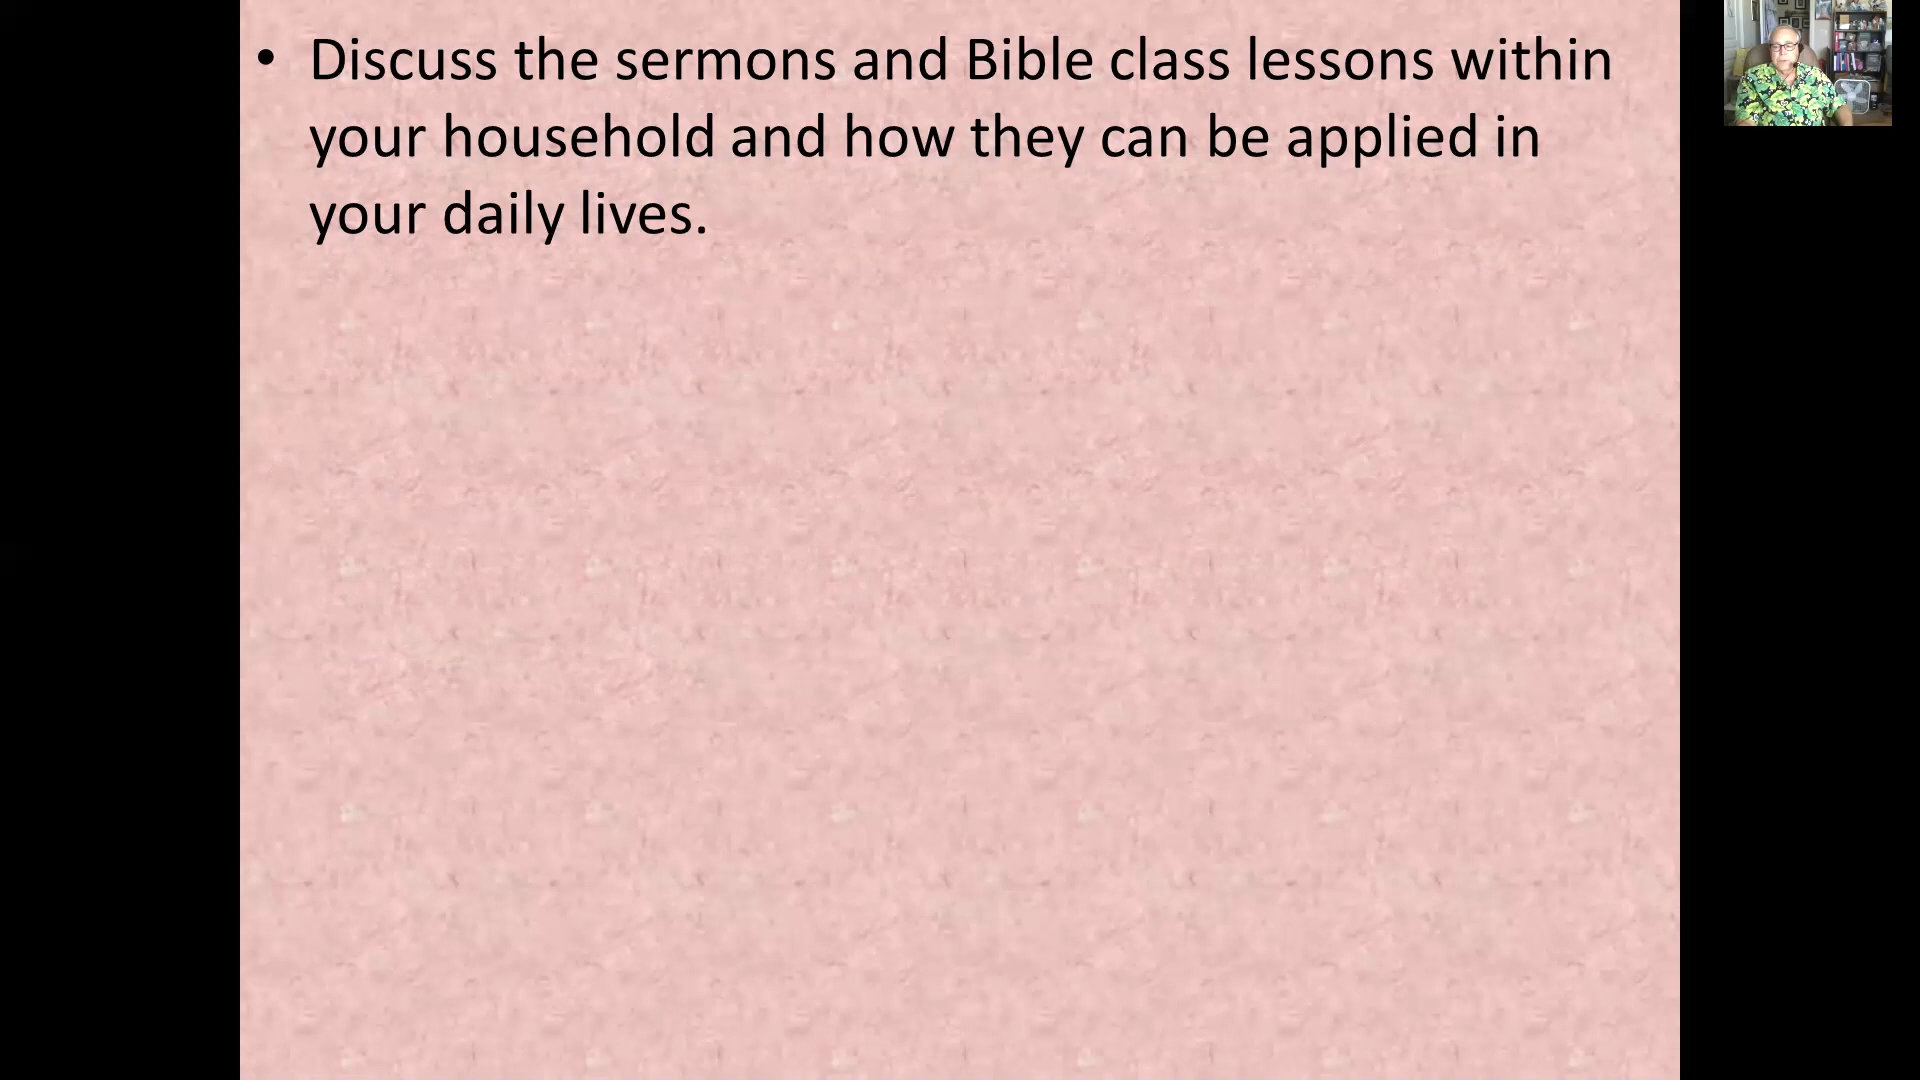 • Discuss the sermons and Bible class lessons within
your household and how they can be applied in
your daily lives.